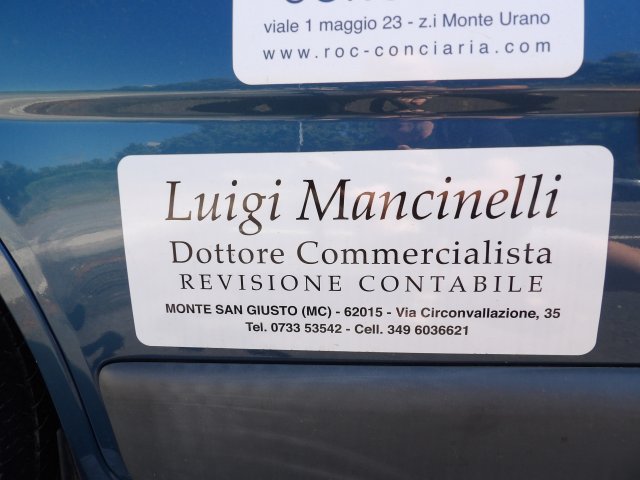 viale 1 maggio 23 - z.i Monte Urano
www.roc-conciaria.com
Luigi Mancinelli
Dottore Commercialista
REVISIONE CONTABILE
MONTE SAN GIUSTO (MC) - 62015 - Via Circonvallazione, 35
Tel. 0733 53542 - Cell. 349 6036621